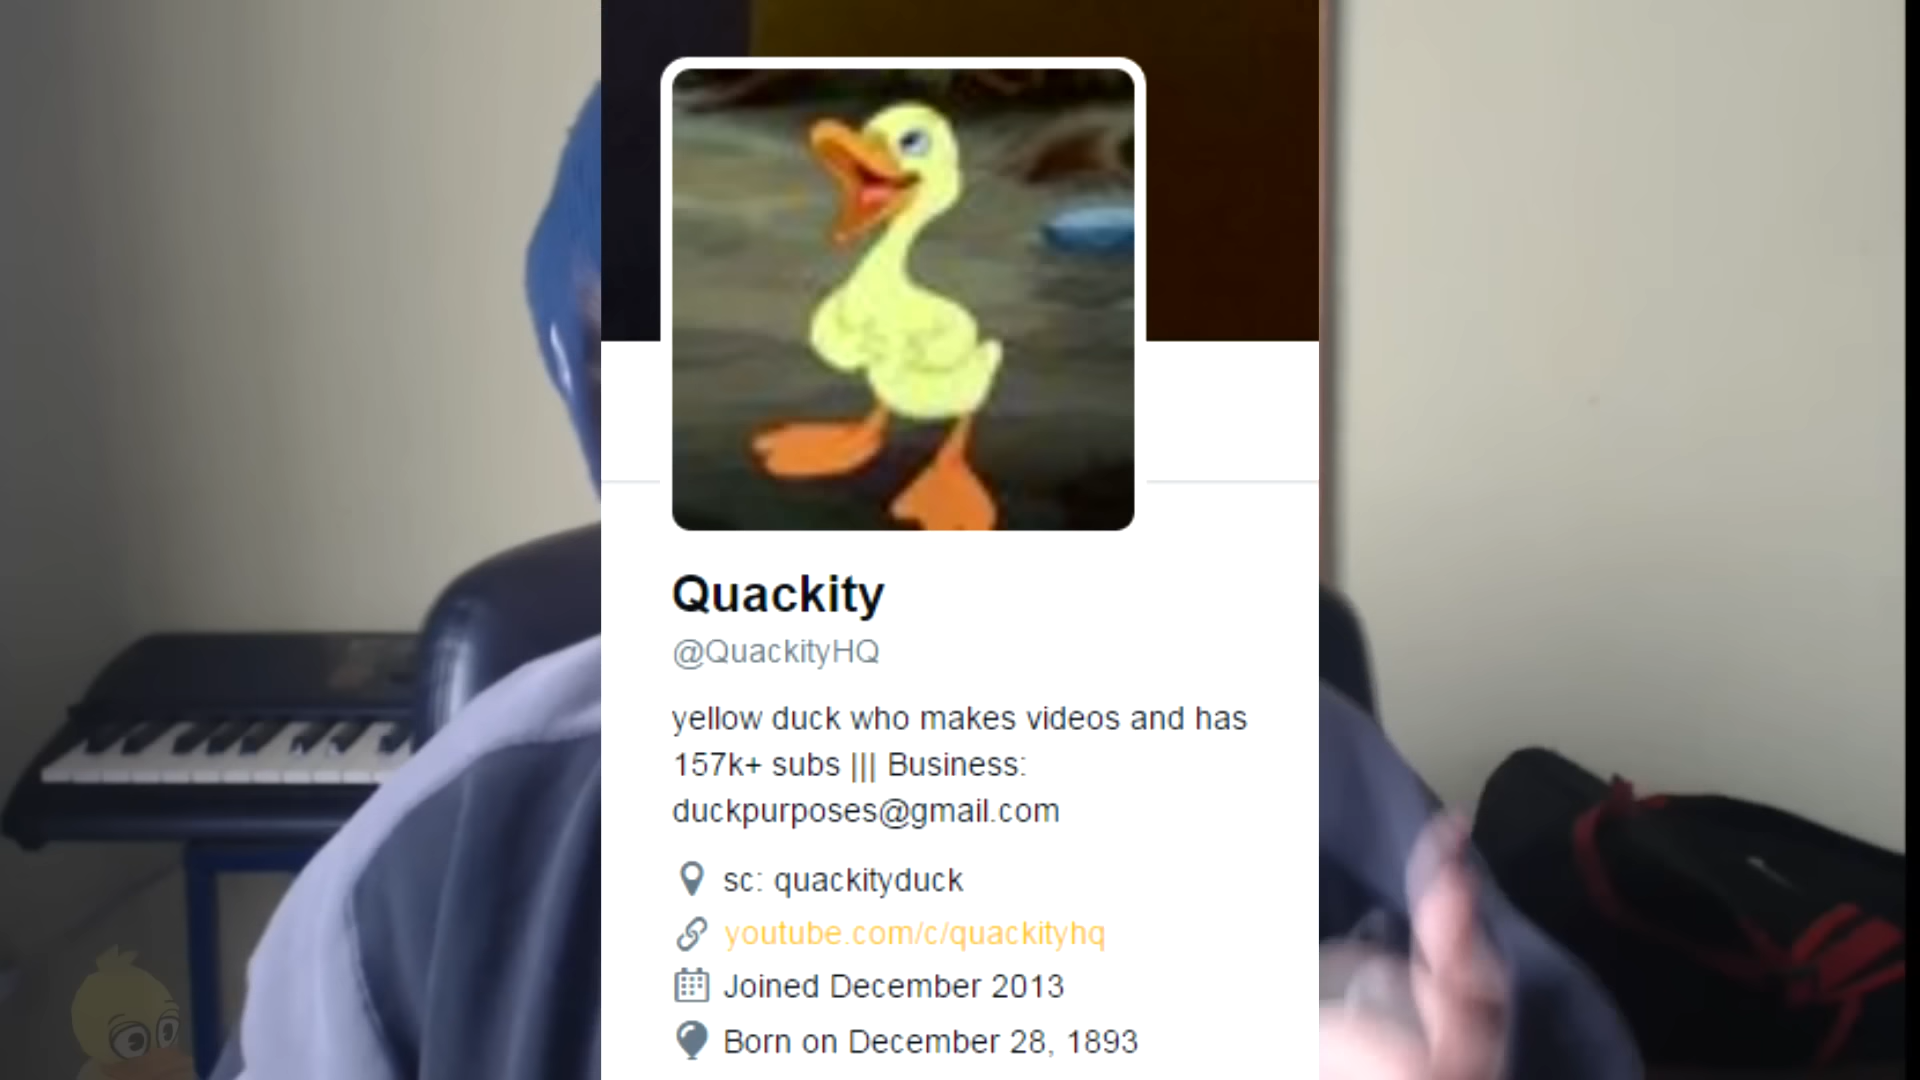 Quackity
@QuackityHQ
yellow duck who makes videos and has
157k+ subs ||| Business:
duckpurposes@gmail.com
sc: quackityduck
youtube.com/c/quackityhq
Joined December 2013
Born on December 28, 1893